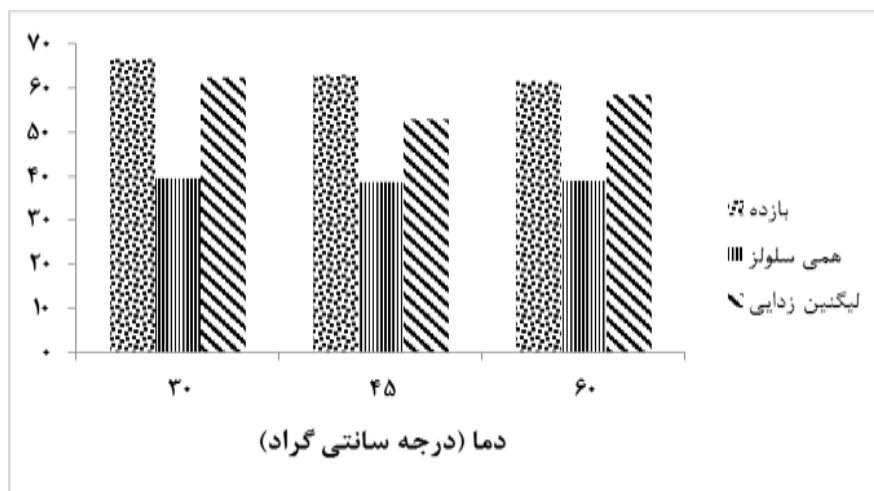 ۷۰
۶۰
۵۰
۴۰
۳۰
۲۰
۱۰
۰
۳۰ ۴۵ ۶۰
دما (درجه سانتی گراد)
بازده
همی سلولز
لیگنین زدایی